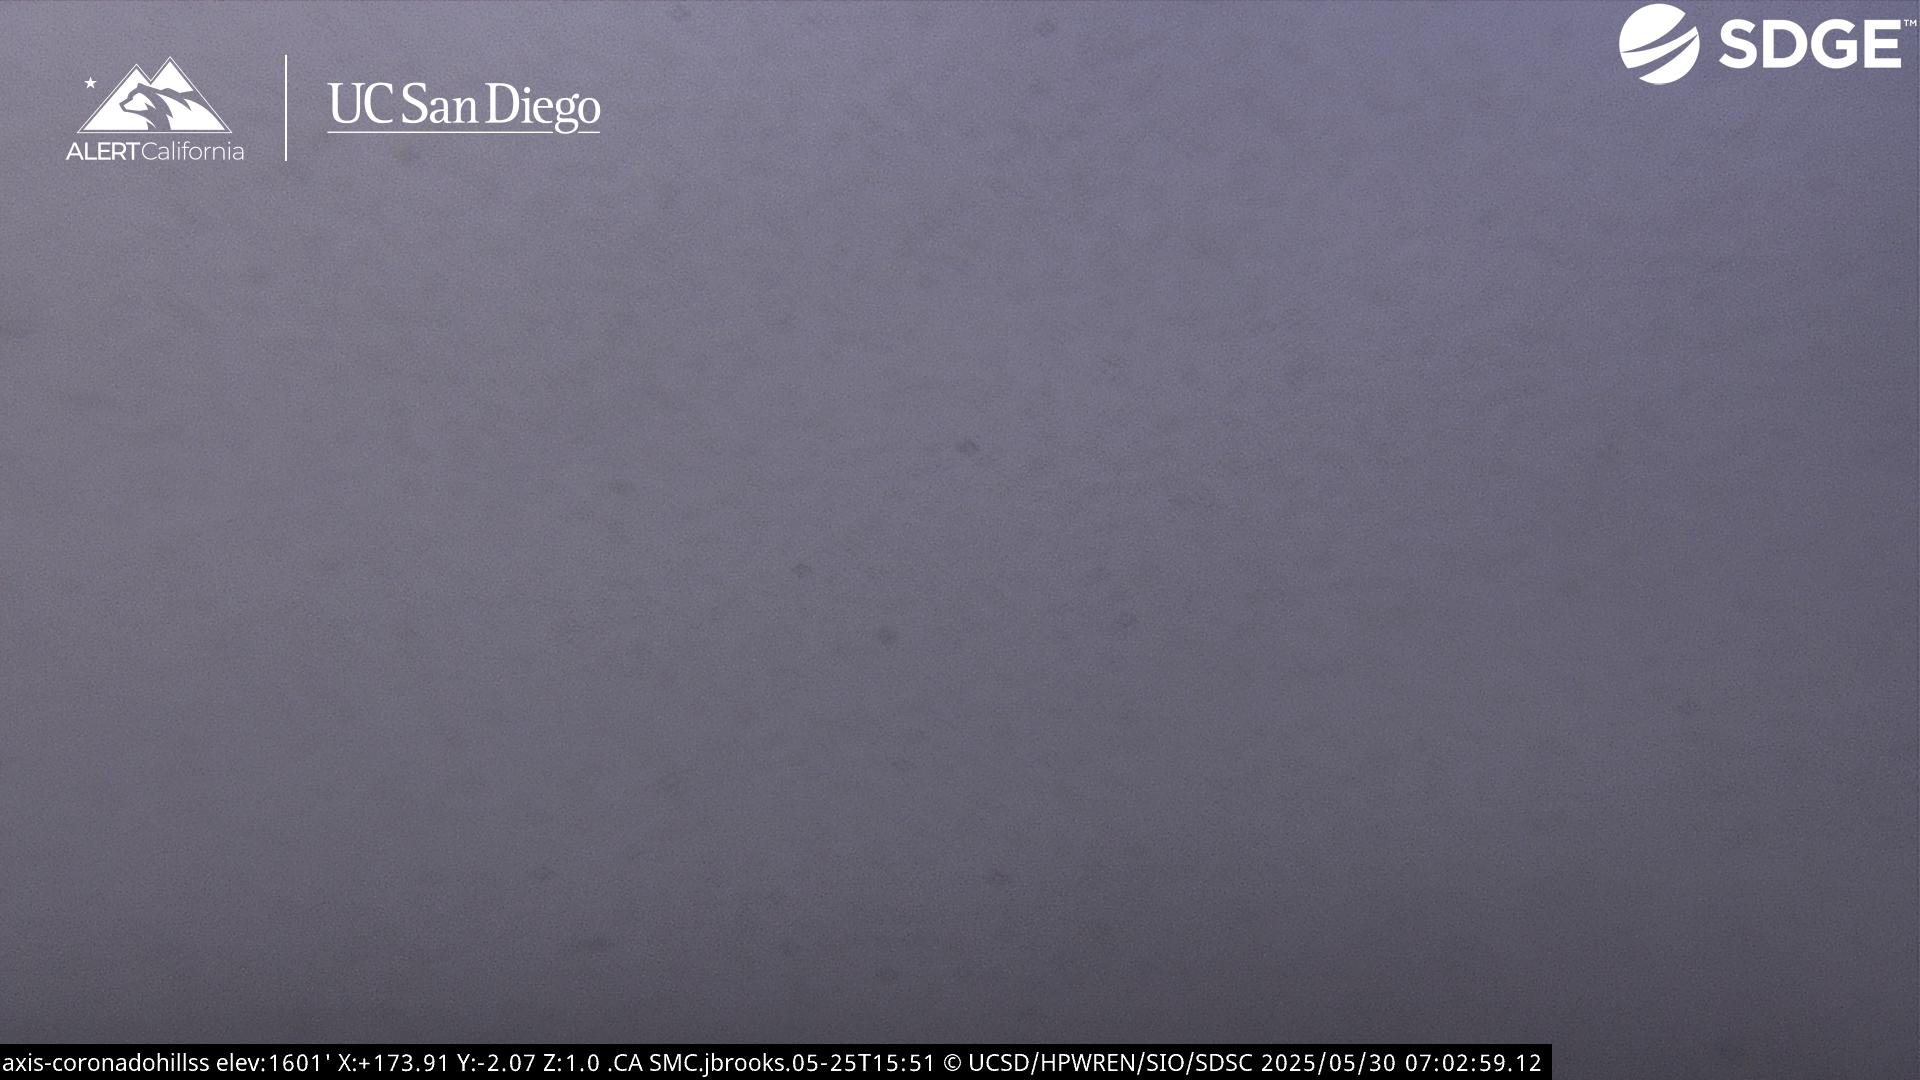 SDGE™
UC San Diego
ALERTCalifornia
axis-coronadohillss elev:1601' X:+173.91 Y:-2.07 Z:1.0 .CA SMC.jbrooks.05-25T15:51 © UCSD/HPWREN/SIO/SDSC 2025/05/30 07:02:59.12